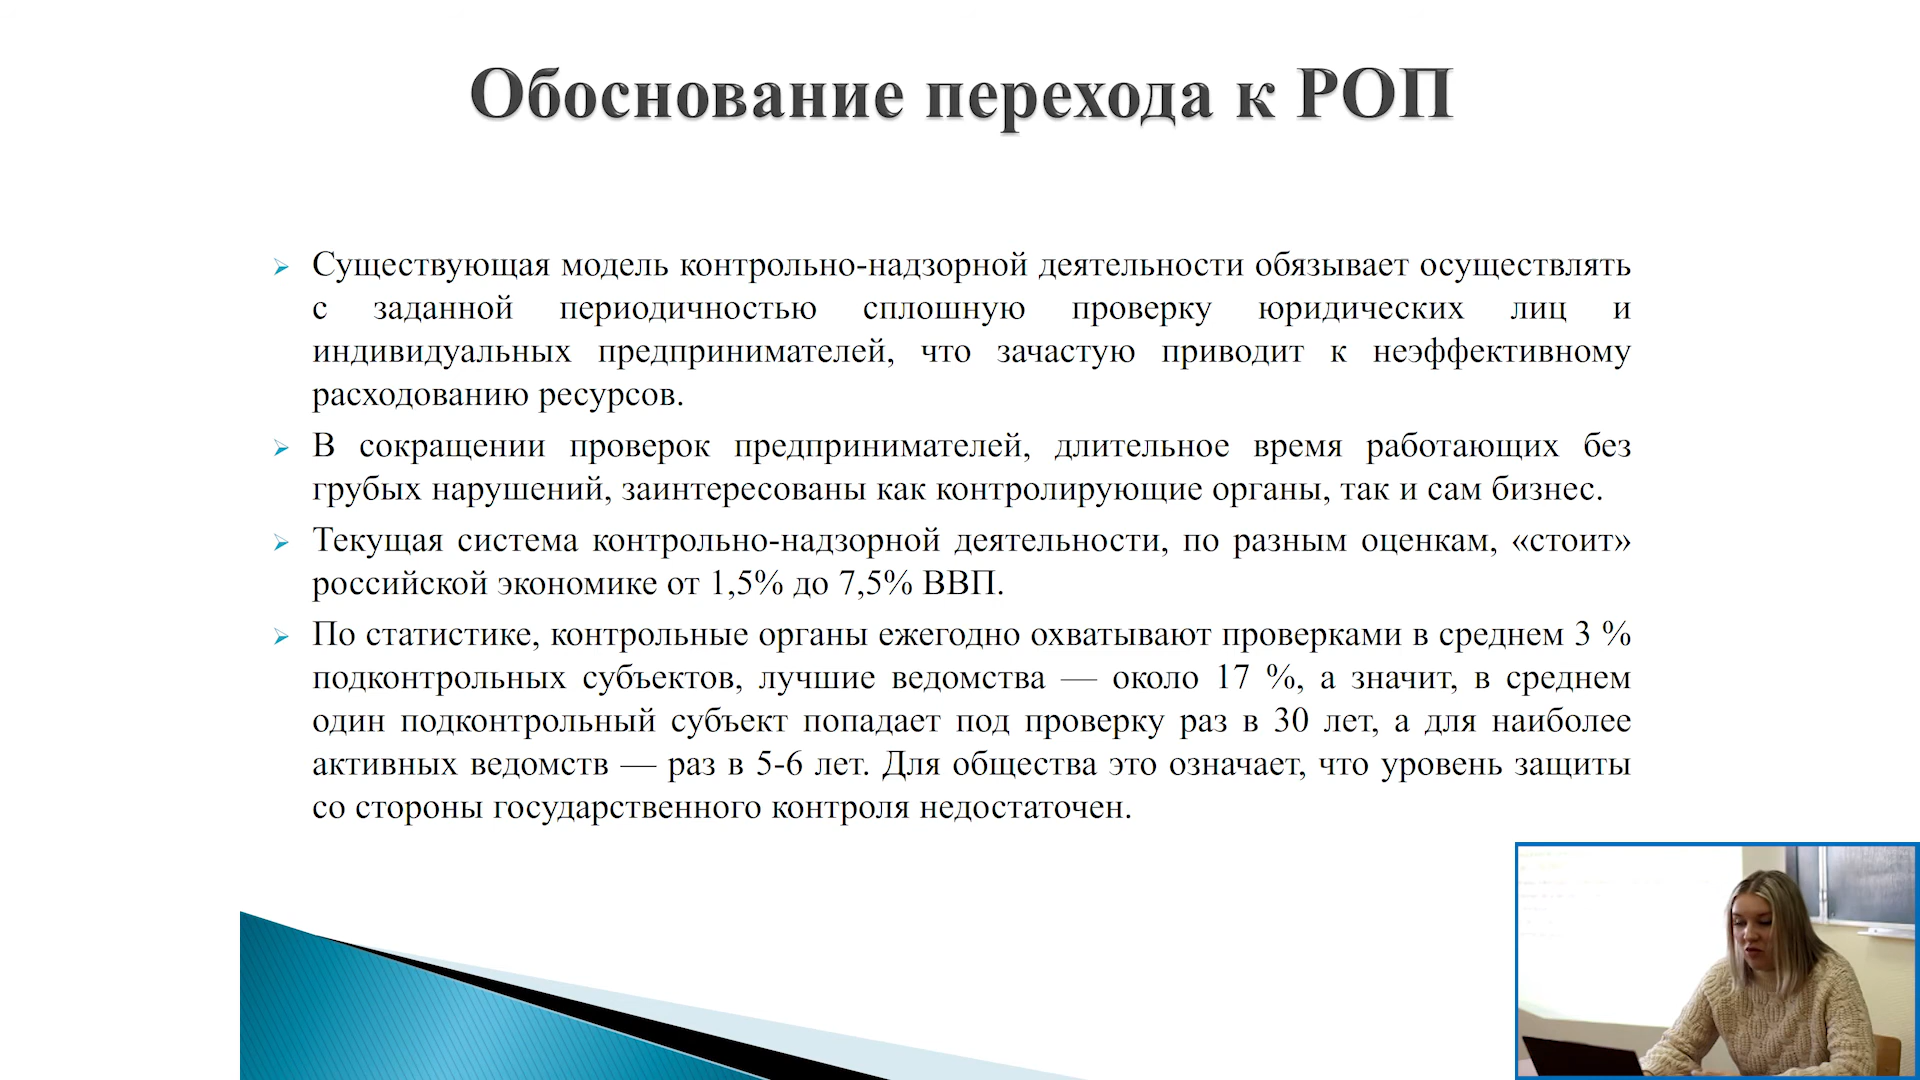 Обоснование перехода к РОП
Существующая модель контрольно-надзорной деятельности обязывает осуществлять
с заданной периодичностью сплошную проверку юридических лиц и
индивидуальных предпринимателей, что зачастую приводит к неэффективному
расходованию ресурсов.
В сокращении проверок предпринимателей, длительное время работающих без
грубых нарушений, заинтересованы как контролирующие органы, так и сам бизнес.
Текущая система контрольно-надзорной деятельности, по разным оценкам, «стоит»
российской экономике от 1,5% до 7,5% ВВП.
По статистике, контрольные органы ежегодно охватывают проверками в среднем 3 %
подконтрольных субъектов, лучшие ведомства — около 17 %, а значит, в среднем
один подконтрольный субъект попадает под проверку раз в 30 лет, а для наиболее
активных ведомств — раз в 5-6 лет. Для общества это означает, что уровень защиты
со стороны государственного контроля недостаточен.